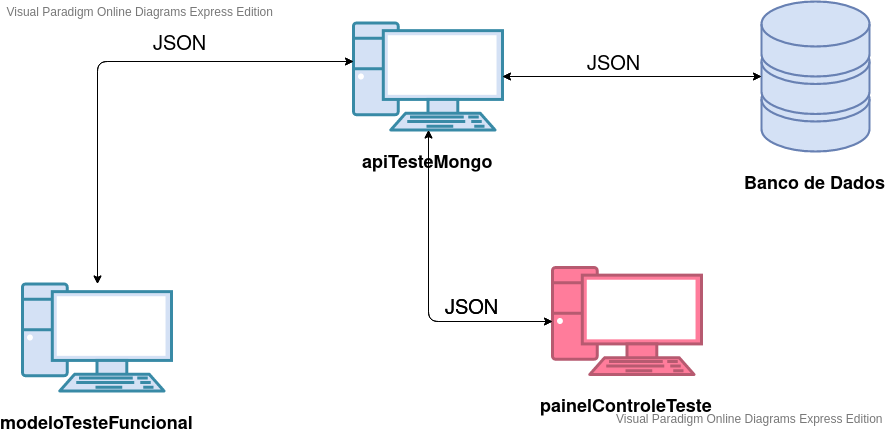 Visual Paradigm Online Diagrams Express Edition
JSON
JSON
apiTesteMongo
Banco de Dados
JSON
painelControleTeste
Visual Paradigm Online Diagrams Express Edition
modeloTesteFuncional